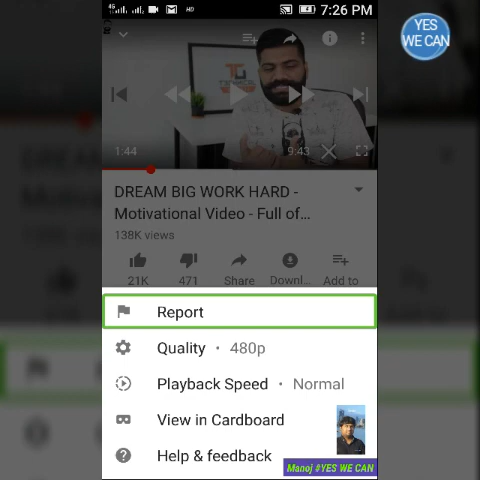 4G HD 7:26 PM
YES
WE CAN
1:44 9:43
DREAM BIG WORK HARD -
Motivational Video - Full of...
138K views
21K 471 Share Downl... Add to
Report
Quality · 480p
Playback Speed · Normal
View in Cardboard
Help & feedback
Manoj #YES WE CAN